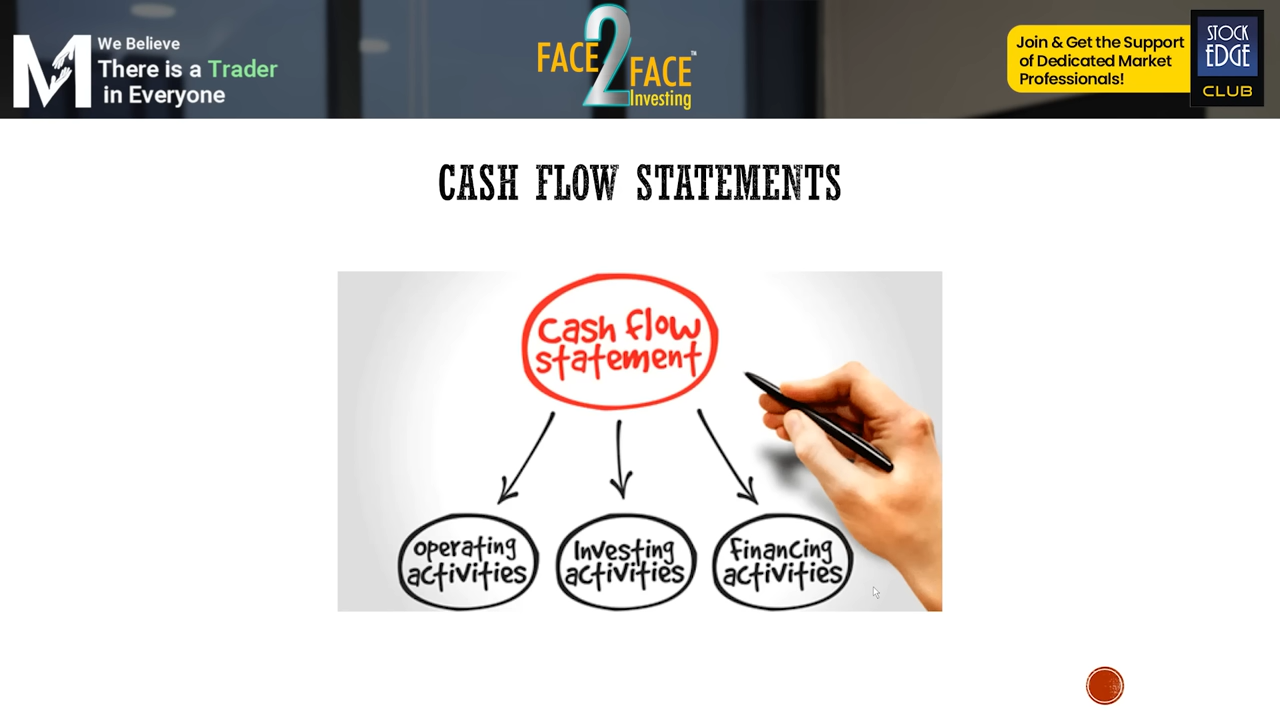 We Believe
There is a Trader
in Everyone
FACE 2 FACE ™
Investing
Join & Get the Support
of Dedicated Market
Professionals!
STOCK
EDGE
CLUB
CASH FLOW STATEMENTS
Cash flow
statement
operating
activities
Investing
activities
Financing
activities